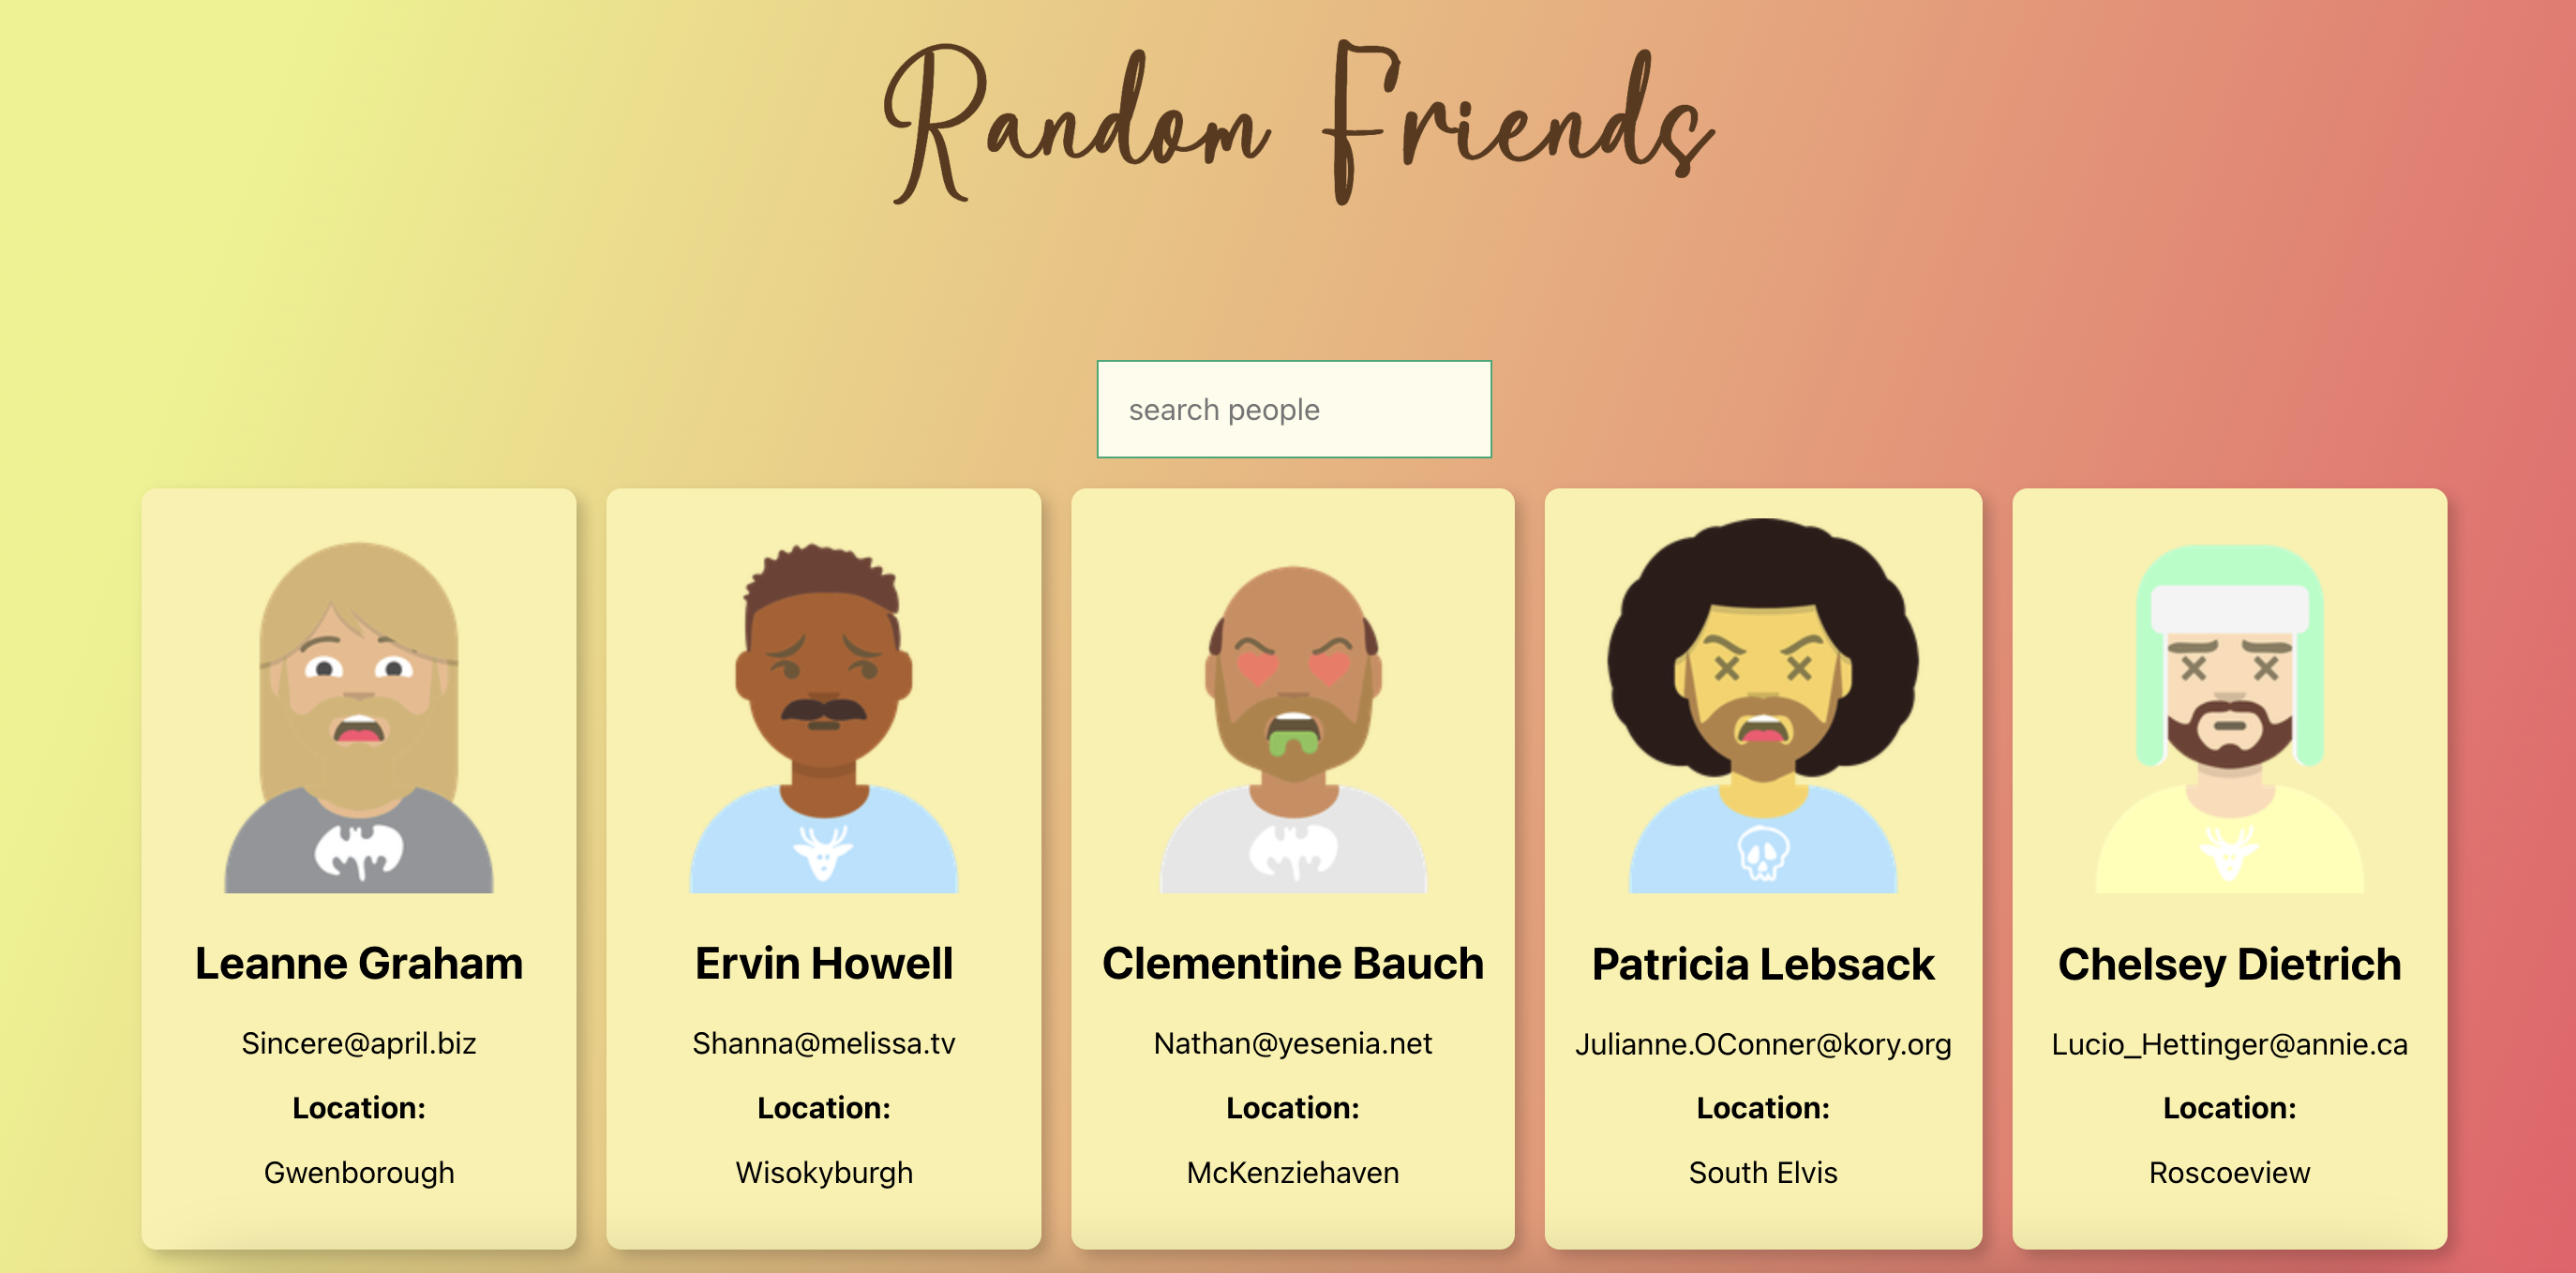 Random Friends
search people
Leanne Graham
Sincere@april.biz
Location:
Gwenborough
Ervin Howell
Shanna@melissa.tv
Location:
Wisokyburgh
Clementine Bauch
Nathan@yesenia.net
Location:
McKenziehaven
Patricia Lebsack
Julianne.OConner@kory.org
Location:
South Elvis
Chelsey Dietrich
Lucio_Hettinger@annie.ca
Location:
Roscoeview